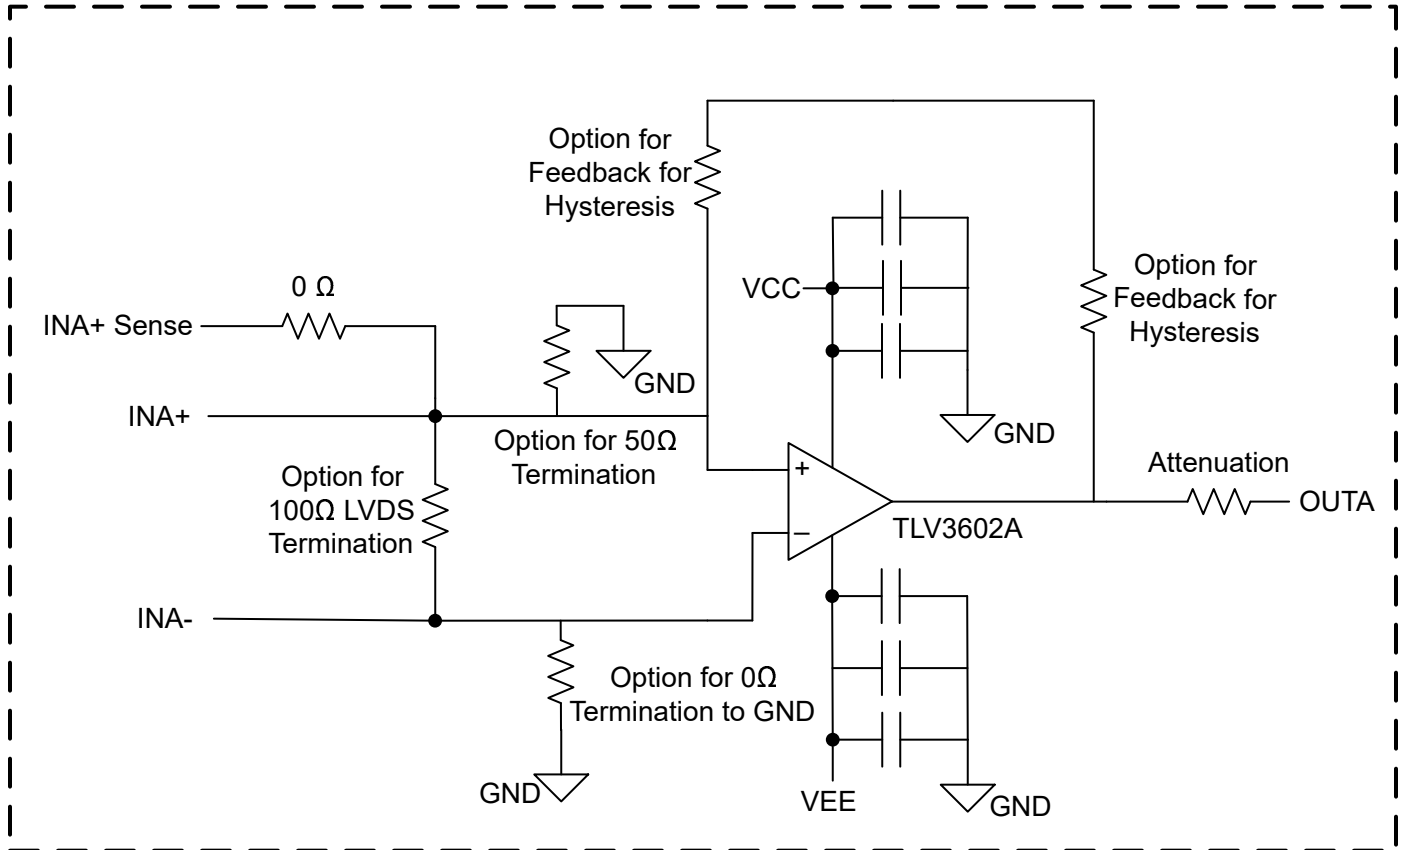 Option for
Feedback for
Hysteresis
0 Ω
INA+ Sense
VCC
Option for
Feedback for
Hysteresis
GND
INA+
Option for 50Ω
Termination
GND
Option for
100Ω LVDS
Termination
+
−
Attenuation
OUTA
TLV3602A
INA-
Option for 0Ω
Termination to GND
GND
VEE
GND